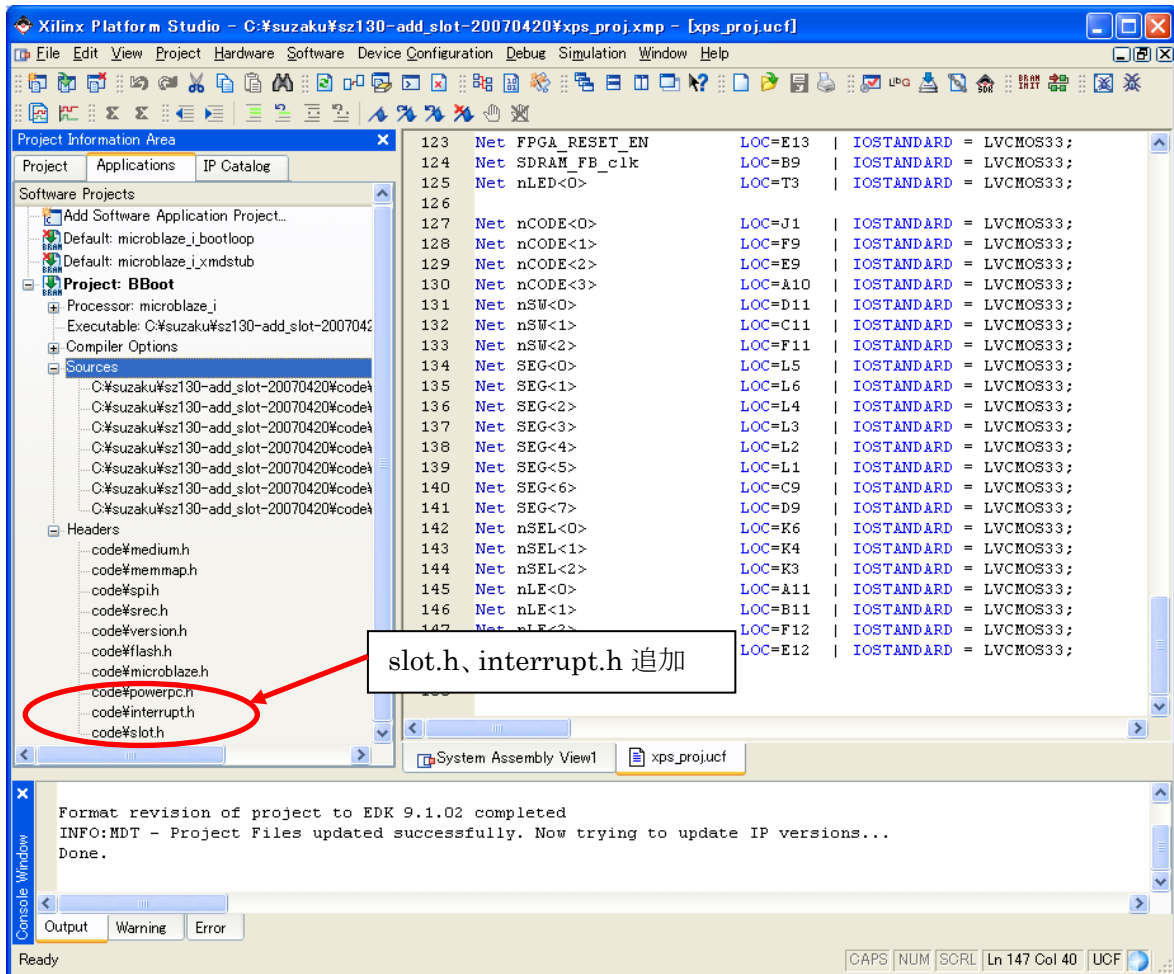 Xilinx Platform Studio - C:¥suzaku¥sz130-add_slot-20070420¥xps_proj.xmp - [xps_proj.ucf]
File Edit View Project Hardware Software Device Configuration Debug Simulation Window Help
Project Information Area
Project Applications IP Catalog
Software Projects
Add Software Application Project...
Default: microblaze_i_bootloop
Default: microblaze_i_xmdstub
Project: BBoot
Processor: microblaze_i
Executable: C:¥suzaku¥sz130-add_slot-2007042
Compiler Options
Sources
C:¥suzaku¥sz130-add_slot-20070420¥code¥
C:¥suzaku¥sz130-add_slot-20070420¥code¥
C:¥suzaku¥sz130-add_slot-20070420¥code¥
C:¥suzaku¥sz130-add_slot-20070420¥code¥
C:¥suzaku¥sz130-add_slot-20070420¥code¥
C:¥suzaku¥sz130-add_slot-20070420¥code¥
C:¥suzaku¥sz130-add_slot-20070420¥code¥
Headers
code¥medium.h
code¥memmap.h
code¥spi.h
code¥srec.h
code¥version.h
code¥flash.h
code¥microblaze.h
code¥powerpc.h
code¥interrupt.h
code¥slot.h
123 Net FPGA_RESET_EN LOC=E13 | IOSTANDARD = LVCMOS33;
124 Net SDRAM_FB_clk LOC=B9 | IOSTANDARD = LVCMOS33;
125 Net nLED<0> LOC=T3 | IOSTANDARD = LVCMOS33;
126
127 Net nCODE<0> LOC=J1 | IOSTANDARD = LVCMOS33;
128 Net nCODE<1> LOC=F9 | IOSTANDARD = LVCMOS33;
129 Net nCODE<2> LOC=E9 | IOSTANDARD = LVCMOS33;
130 Net nCODE<3> LOC=A10 | IOSTANDARD = LVCMOS33;
131 Net nSW<0> LOC=D11 | IOSTANDARD = LVCMOS33;
132 Net nSW<1> LOC=C11 | IOSTANDARD = LVCMOS33;
133 Net nSW<2> LOC=F11 | IOSTANDARD = LVCMOS33;
134 Net SEG<0> LOC=L5 | IOSTANDARD = LVCMOS33;
135 Net SEG<1> LOC=L6 | IOSTANDARD = LVCMOS33;
136 Net SEG<2> LOC=L4 | IOSTANDARD = LVCMOS33;
137 Net SEG<3> LOC=L3 | IOSTANDARD = LVCMOS33;
138 Net SEG<4> LOC=L2 | IOSTANDARD = LVCMOS33;
139 Net SEG<5> LOC=L1 | IOSTANDARD = LVCMOS33;
140 Net SEG<6> LOC=C9 | IOSTANDARD = LVCMOS33;
141 Net SEG<7> LOC=D9 | IOSTANDARD = LVCMOS33;
142 Net nSEL<0> LOC=K6 | IOSTANDARD = LVCMOS33;
143 Net nSEL<1> LOC=K4 | IOSTANDARD = LVCMOS33;
144 Net nSEL<2> LOC=K3 | IOSTANDARD = LVCMOS33;
145 Net nLE<0> LOC=A11 | IOSTANDARD = LVCMOS33;
146 Net nLE<1> LOC=B11 | IOSTANDARD = LVCMOS33;
147 Net nLE<2> LOC=F12 | IOSTANDARD = LVCMOS33;
LOC=E12 | IOSTANDARD = LVCMOS33;
slot.h、interrupt.h 追加
System Assembly View1 xps_proj.ucf
Console Window
Format revision of project to EDK 9.1.02 completed
INFO:MDT - Project Files updated successfully. Now trying to update IP versions...
Done.
Output Warning Error
Ready CAPS NUM SCRL Ln 147 Col 40 UCF